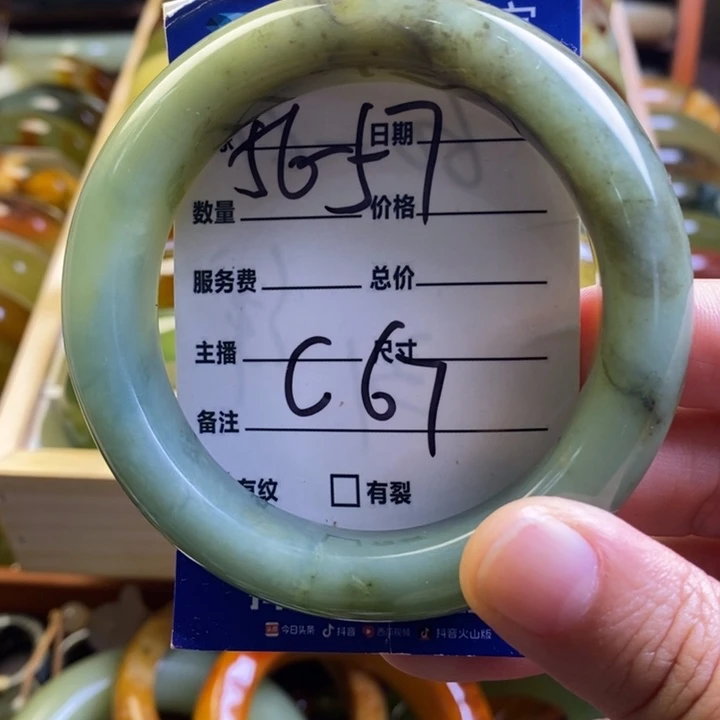 日期
56-57
数量 价格
服务费 总价
主播 尺寸
C67
备注
有纹 有裂
今日头条 抖音 西瓜视频 抖音火山版